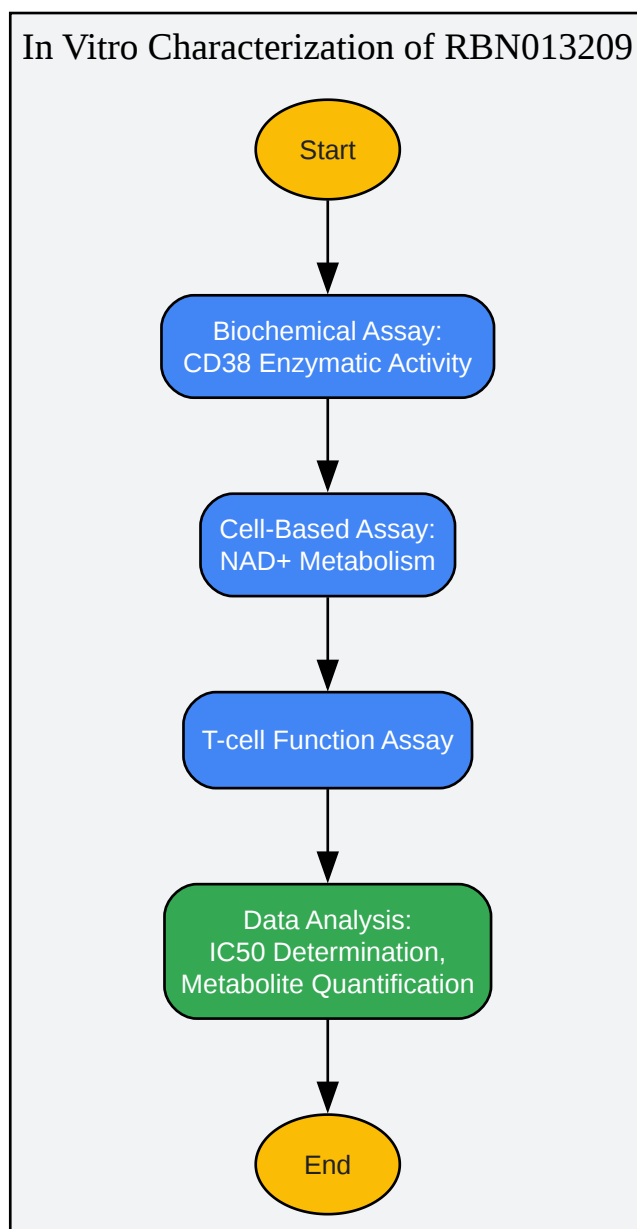 In Vitro Characterization of RBN013209
Start
Biochemical Assay:
CD38 Enzymatic Activity
Cell-Based Assay:
NAD+ Metabolism
T-cell Function Assay
Data Analysis:
IC50 Determination,
Metabolite Quantification
End